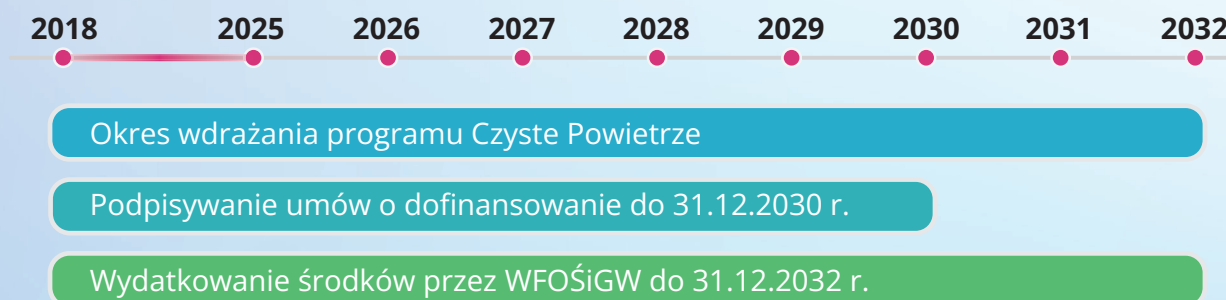 2018 2025 2026 2027 2028 2029 2030 2031 2032
Okres wdrażania programu Czyste Powietrze
Podpisywanie umów o dofinansowanie do 31.12.2030 r.
Wydatkowanie środków przez WFOŚiGW do 31.12.2032 r.